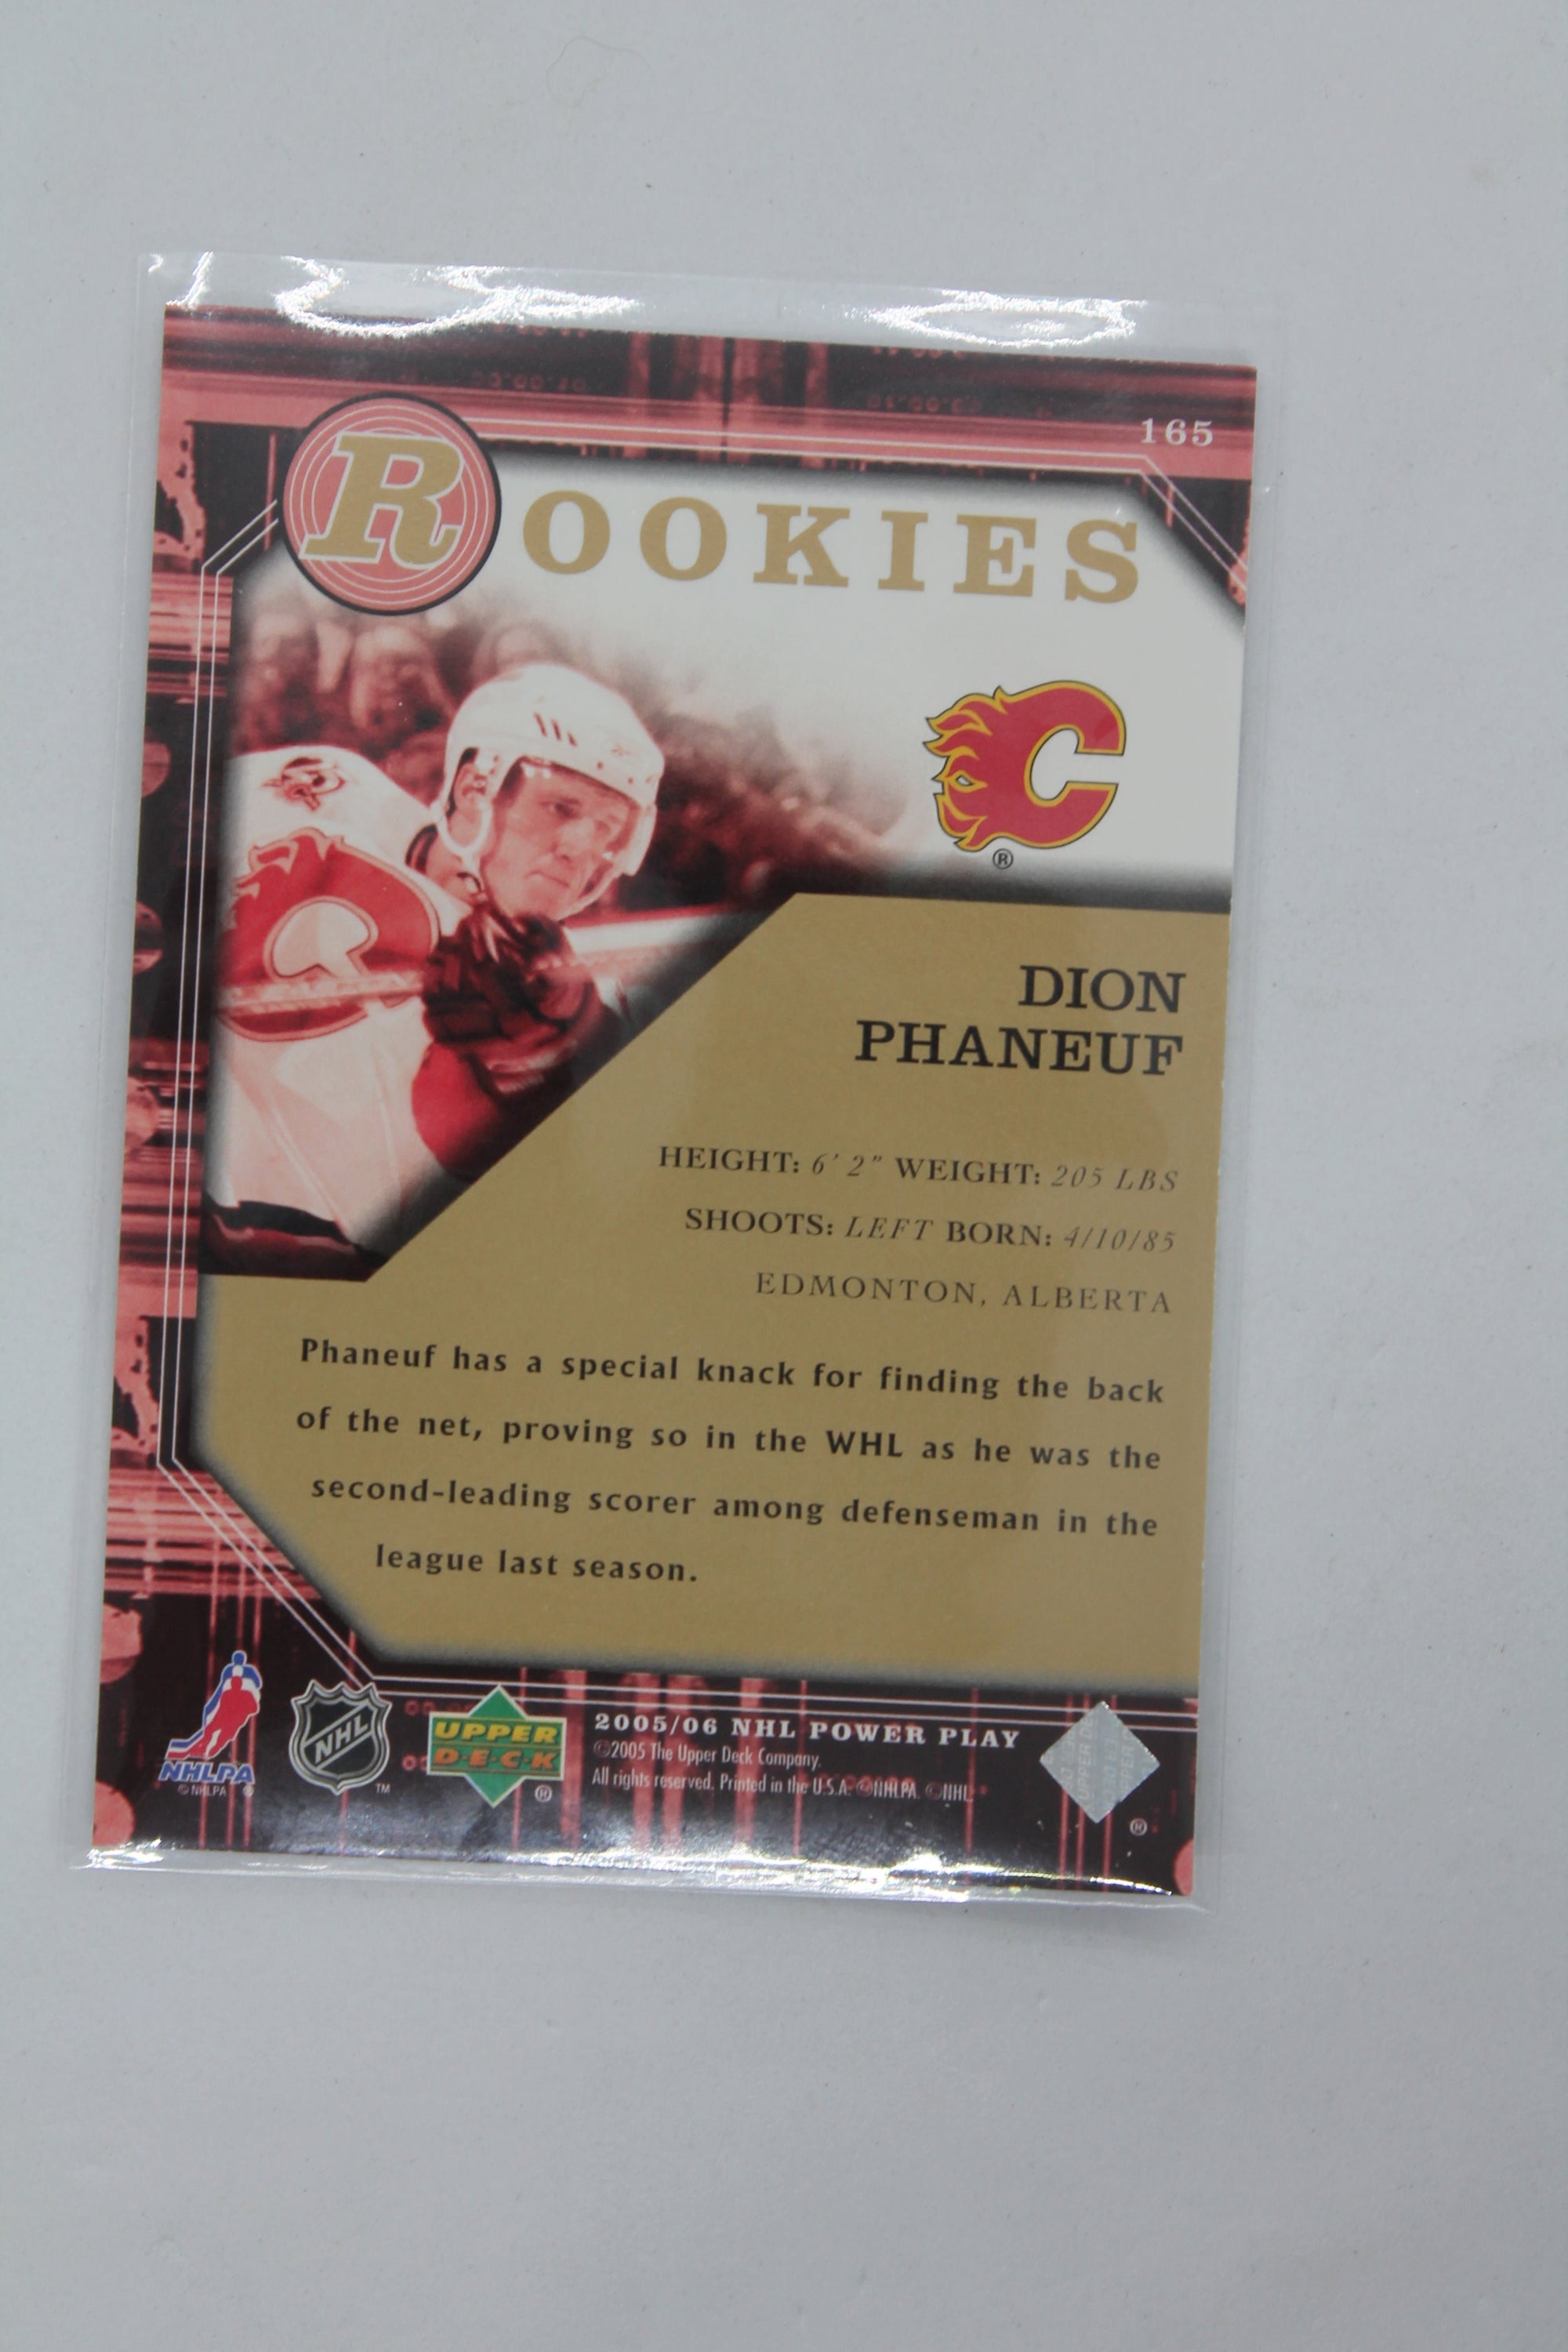 165
ROOKIES
C
®
DION
PHANEUF
HEIGHT: 6' 2" WEIGHT: 205 LBS
SHOOTS: LEFT BORN: 4/10/85
EDMONTON, ALBERTA
Phaneuf has a special knack for finding the back
of the net, proving so in the WHL as he was the
second-leading scorer among defenseman in the
league last season.
NHLPA
© NHLPA ®
NHL
™
UPPER
D·E·C·K
®
2005/06 NHL POWER PLAY
©2005 The Upper Deck Company.
All rights reserved. Printed in the U.S.A. ©NHLPA. ©NHL
®